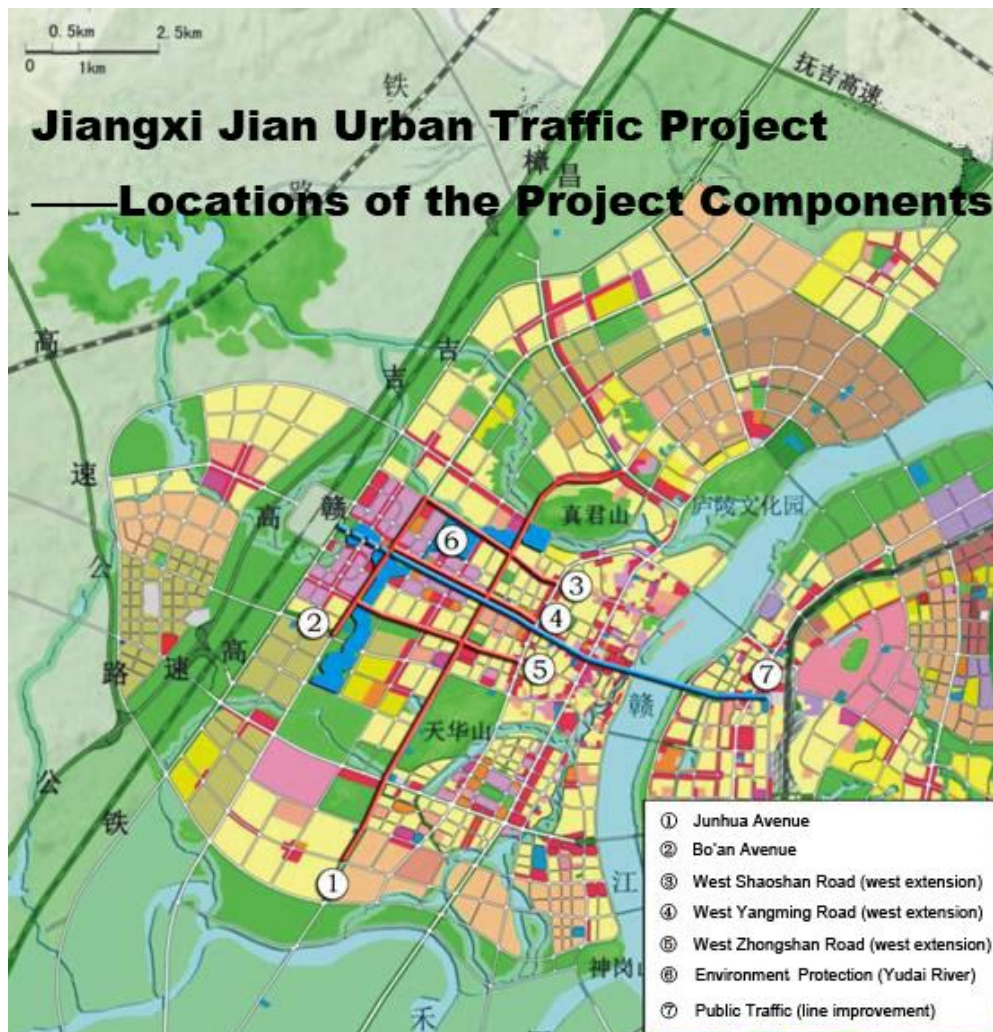 0.5km 2.5km
0 1km
铁
抚吉高速
Jiangxi Jian Urban Traffic Project
樟
昌
路
——Locations of the Project Components
高
吉
吉
速
高
赣
真君山
庐陵文化园
公
⑥
③
④
②
路
速
高
⑤
⑦
赣
天华山
公
铁
①
江
神岗山
禾
① Junhua Avenue
② Bo'an Avenue
③ West Shaoshan Road (west extension)
④ West Yangming Road (west extension)
⑤ West Zhongshan Road (west extension)
⑥ Environment Protection (Yudai River)
⑦ Public Traffic (line improvement)